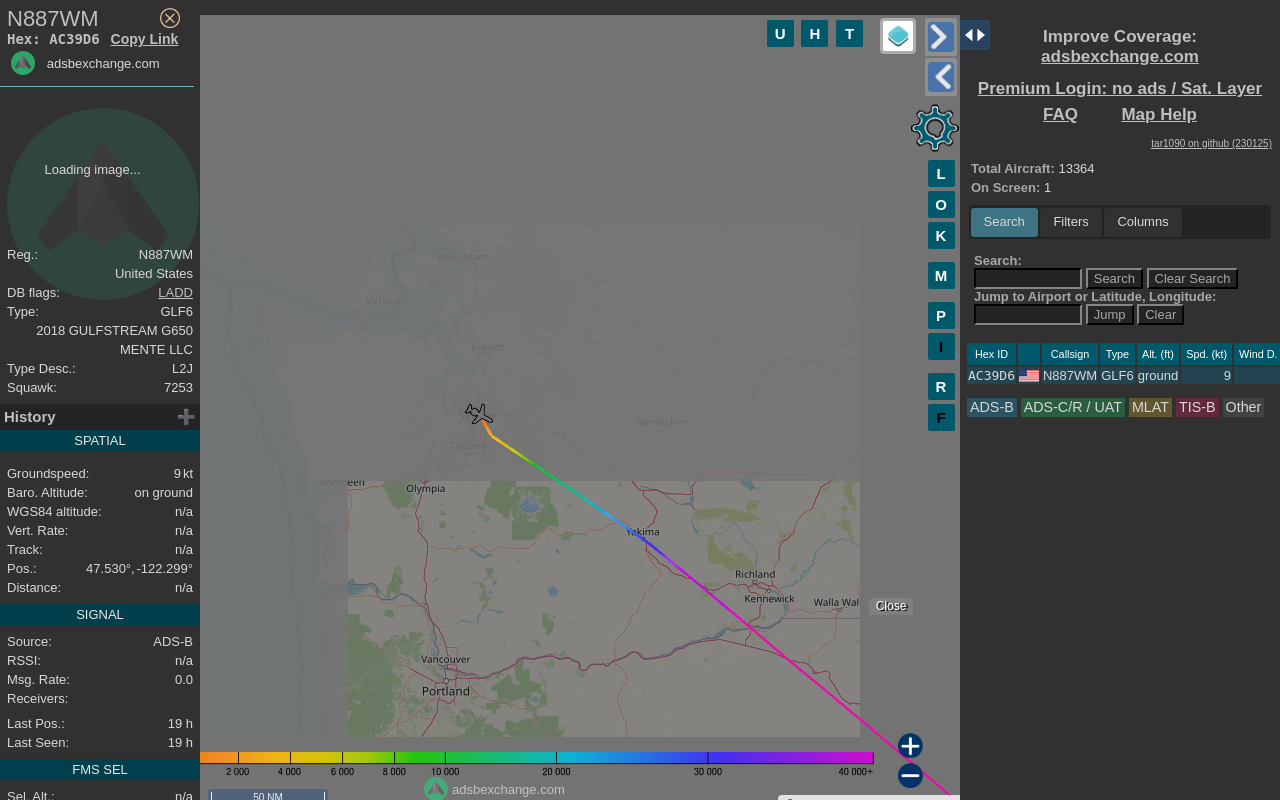 N887WM
Hex: AC39D6 Copy Link
adsbexchange.com
Loading image...
Reg.: N887WM
United States
DB flags: LADD
Type: GLF6
2018 GULFSTREAM G650
MENTE LLC
Type Desc.: L2J
Squawk: 7253
History
SPATIAL
Groundspeed: 9 kt
Baro. Altitude: on ground
WGS84 altitude: n/a
Vert. Rate: n/a
Track: n/a
Pos.: 47.530°, -122.299°
Distance: n/a
SIGNAL
Source: ADS-B
RSSI: n/a
Msg. Rate: 0.0
Receivers:
Last Pos.: 19 h
Last Seen: 19 h
FMS SEL
Sel. Alt.: n/a
U H T
L
O
K
M
P
I
R
F
Bellingham
Victoria
Everett
Wenatchee
Tacoma
Aberdeen
Olympia
Yakima
Richland
Kennewick
Walla Wal
Vancouver
Portland
Close
2 000 4 000 6 000 8 000 10 000 20 000 30 000 40 000+
adsbexchange.com
50 NM
Improve Coverage:
adsbexchange.com
Premium Login: no ads / Sat. Layer
FAQ Map Help
tar1090 on github (230125)
Total Aircraft: 13364
On Screen: 1
Search Filters Columns
Search:
Search Clear Search
Jump to Airport or Latitude, Longitude:
Jump Clear
Hex ID Callsign Type Alt. (ft) Spd. (kt) Wind D.
AC39D6 N887WM GLF6 ground 9
ADS-B ADS-C/R / UAT MLAT TIS-B Other